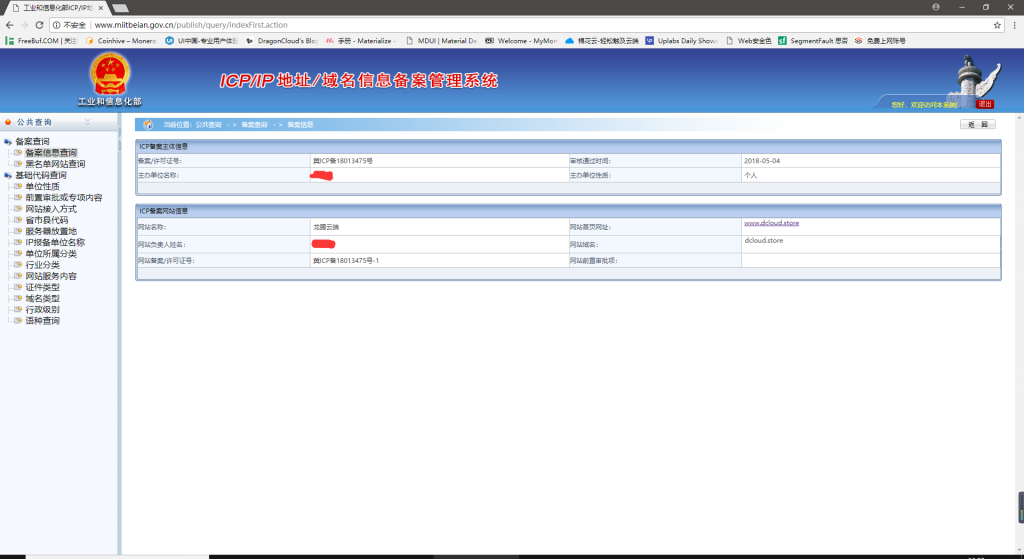 工业和信息化部ICP/IP地
不安全 | www.miitbeian.gov.cn/publish/query/indexFirst.action
FreeBuf.COM | 关注 Coinhive – Monero UI中国-专业用户体 DragonCloud's Blo 手册 - Materialize - MDUI | Material De Welcome - MyMon 棉花云-轻松触及云端 Uplabs Daily Show Web安全色 SegmentFault 思否 免费上网账号
工业和信息化部
ICP/IP地址/域名信息备案管理系统
您好，欢迎访问本系统! 退出
公共查询
当前位置：公共查询 - > 备案查询 - > 备案信息
返 回
备案查询
备案信息查询
黑名单网站查询
基础代码查询
单位性质
前置审批或专项内容
网站接入方式
省市县代码
服务器放置地
IP报备单位名称
单位所属分类
行业分类
网站服务内容
证件类型
域名类型
行政级别
语种查询
ICP备案主体信息
备案/许可证号： 冀ICP备18013475号 审核通过时间： 2018-05-04
主办单位名称： 主办单位性质： 个人
ICP备案网站信息
网站名称： 龙腾云端 网站首页网址： www.dcloud.store
网站负责人姓名： 网站域名： dcloud.store
网站备案/许可证号： 冀ICP备18013475号-1 网站前置审批项：